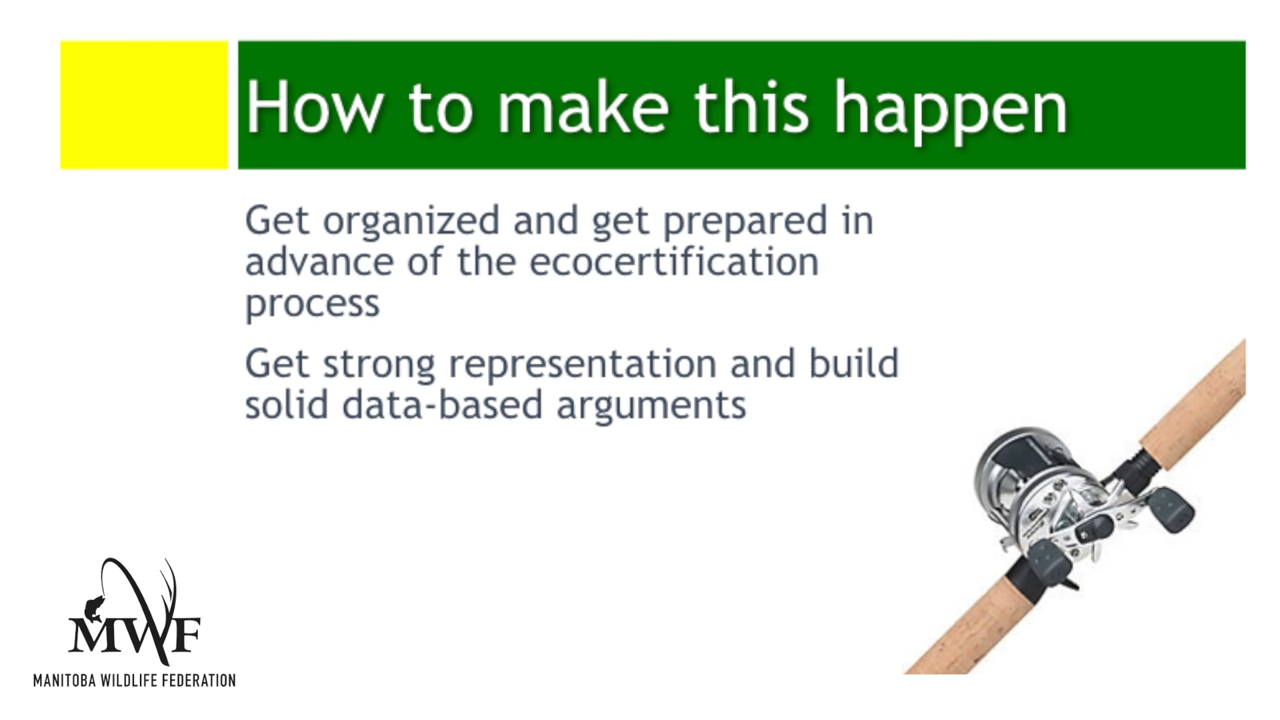 How to make this happen
Get organized and get prepared in
advance of the ecocertification
process
Get strong representation and build
solid data-based arguments
MWF
MANITOBA WILDLIFE FEDERATION